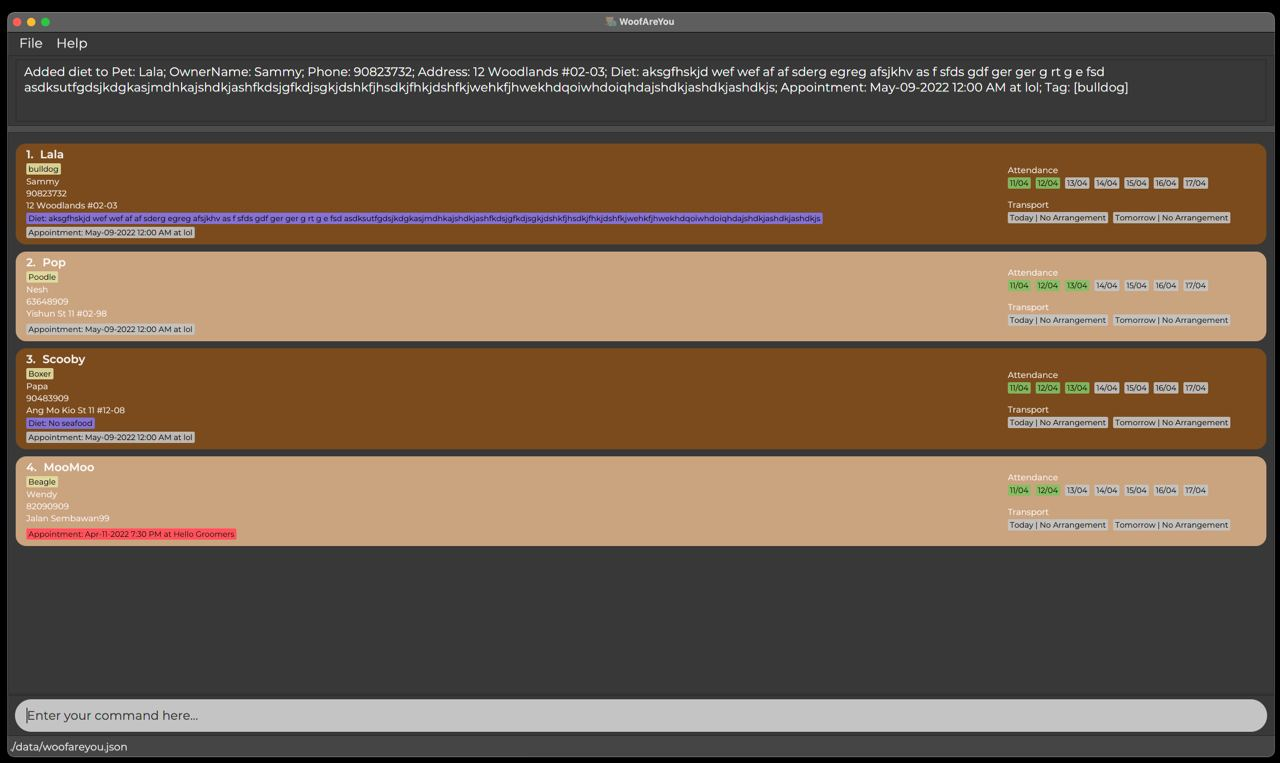 WoofAreYou
File Help
Added diet to Pet: Lala; OwnerName: Sammy; Phone: 90823732; Address: 12 Woodlands #02-03; Diet: aksgfhskjd wef wef af af sderg egreg afsjkhv as f sfds gdf ger ger g rt g e fsd
asdksutfgdsjkdgkasjmdhkajshdkjashfkdsjgfkdjsgkjdshkfjhsdkjfhkjdshfkjwehkfjhwekhdqoiwhdoiqhdajshdkjashdkjashdkjs; Appointment: May-09-2022 12:00 AM at lol; Tag: [bulldog]
1. Lala
bulldog
Sammy
90823732
12 Woodlands #02-03
Diet: aksgfhskjd wef wef af af sderg egreg afsjkhv as f sfds gdf ger ger g rt g e fsd asdksutfgdsjkdgkasjmdhkajshdkjashfkdsjgfkdjsgkjdshkfjhsdkjfhkjdshfkjwehkfjhwekhdqoiwhdoiqhdajshdkjashdkjashdkjs
Appointment: May-09-2022 12:00 AM at lol
Attendance
11/04 12/04 13/04 14/04 15/04 16/04 17/04
Transport
Today | No Arrangement Tomorrow | No Arrangement
2. Pop
Poodle
Nesh
63648909
Yishun St 11 #02-98
Appointment: May-09-2022 12:00 AM at lol
Attendance
11/04 12/04 13/04 14/04 15/04 16/04 17/04
Transport
Today | No Arrangement Tomorrow | No Arrangement
3. Scooby
Boxer
Papa
90483909
Ang Mo Kio St 11 #12-08
Diet: No seafood
Appointment: May-09-2022 12:00 AM at lol
Attendance
11/04 12/04 13/04 14/04 15/04 16/04 17/04
Transport
Today | No Arrangement Tomorrow | No Arrangement
4. MooMoo
Beagle
Wendy
82090909
Jalan Sembawan99
Appointment: Apr-11-2022 7:30 PM at Hello Groomers
Attendance
11/04 12/04 13/04 14/04 15/04 16/04 17/04
Transport
Today | No Arrangement Tomorrow | No Arrangement
Enter your command here...
./data/woofareyou.json